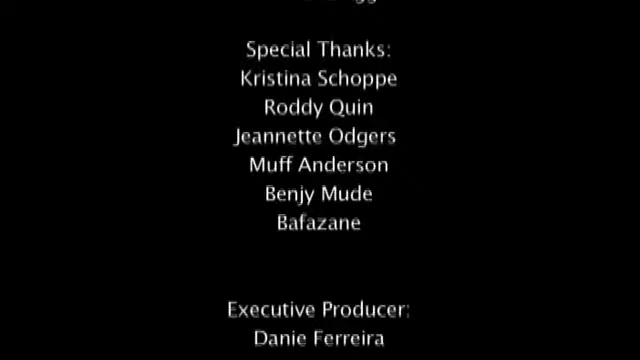 Special Thanks:
Kristina Schoppe
Roddy Quin
Jeannette Odgers
Muff Anderson
Benjy Mude
Bafazane
Executive Producer:
Danie Ferreira